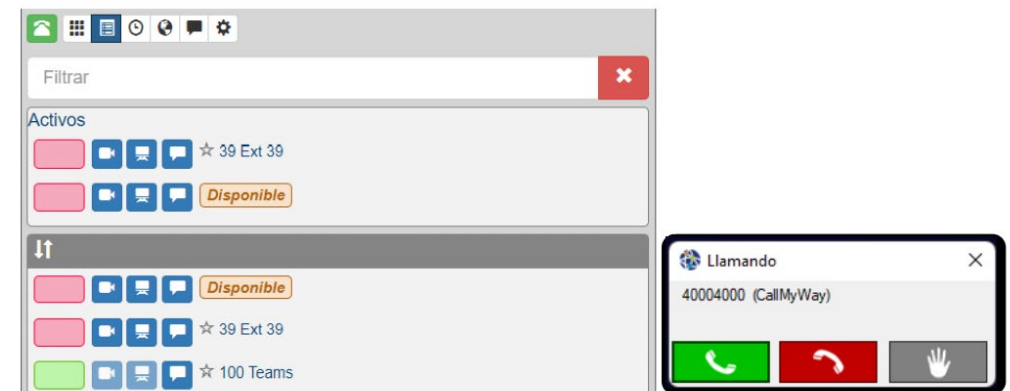 Filtrar
Activos
39 Ext 39
Disponible
Disponible
39 Ext 39
100 Teams
Llamando
40004000 (CallMyWay)